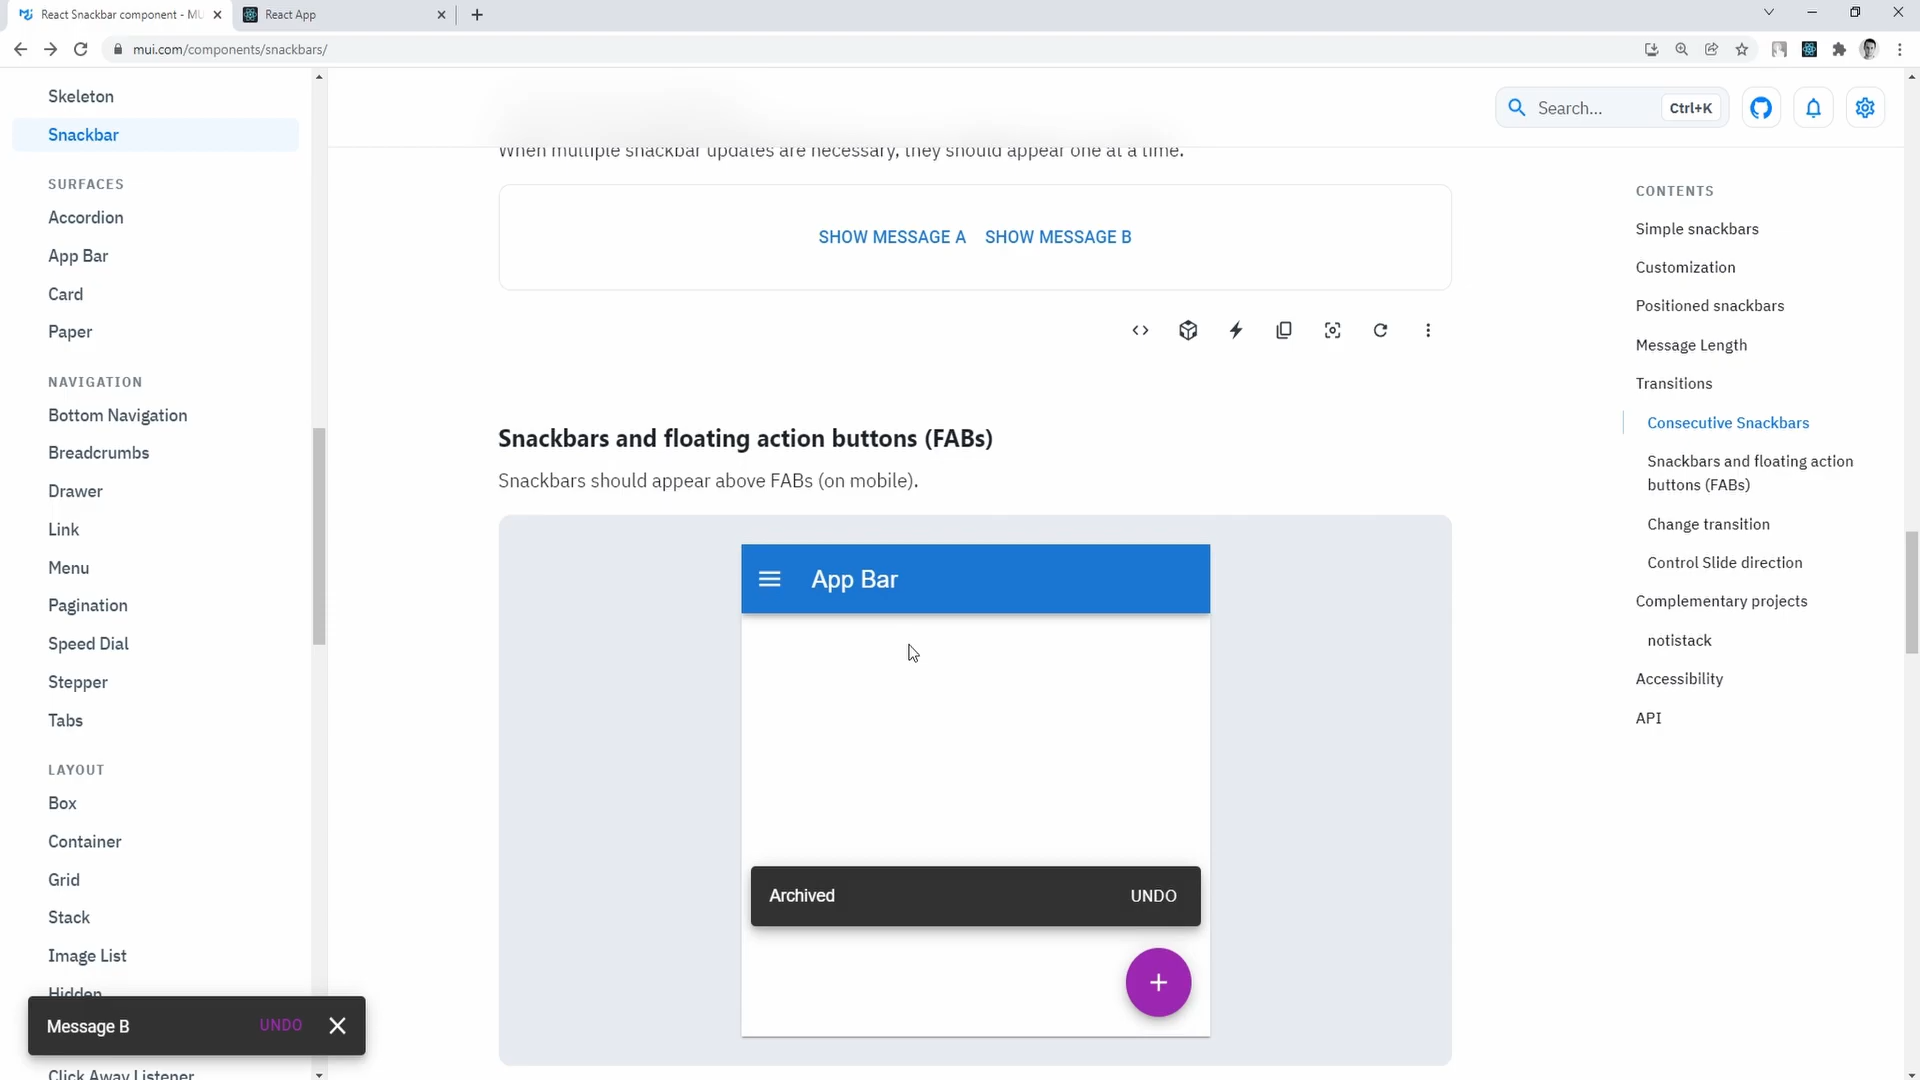 React Snackbar component - MU
React App
mui.com/components/snackbars/
Skeleton
Snackbar
SURFACES
Accordion
App Bar
Card
Paper
NAVIGATION
Bottom Navigation
Breadcrumbs
Drawer
Link
Menu
Pagination
Speed Dial
Stepper
Tabs
LAYOUT
Box
Container
Grid
Stack
Image List
Hidden
Click Away Listener
Message B UNDO
Search... Ctrl+K
When multiple snackbar updates are necessary, they should appear one at a time.
SHOW MESSAGE A SHOW MESSAGE B
Snackbars and floating action buttons (FABs)
Snackbars should appear above FABs (on mobile).
App Bar
Archived UNDO
CONTENTS
Simple snackbars
Customization
Positioned snackbars
Message Length
Transitions
Consecutive Snackbars
Snackbars and floating action
buttons (FABs)
Change transition
Control Slide direction
Complementary projects
notistack
Accessibility
API